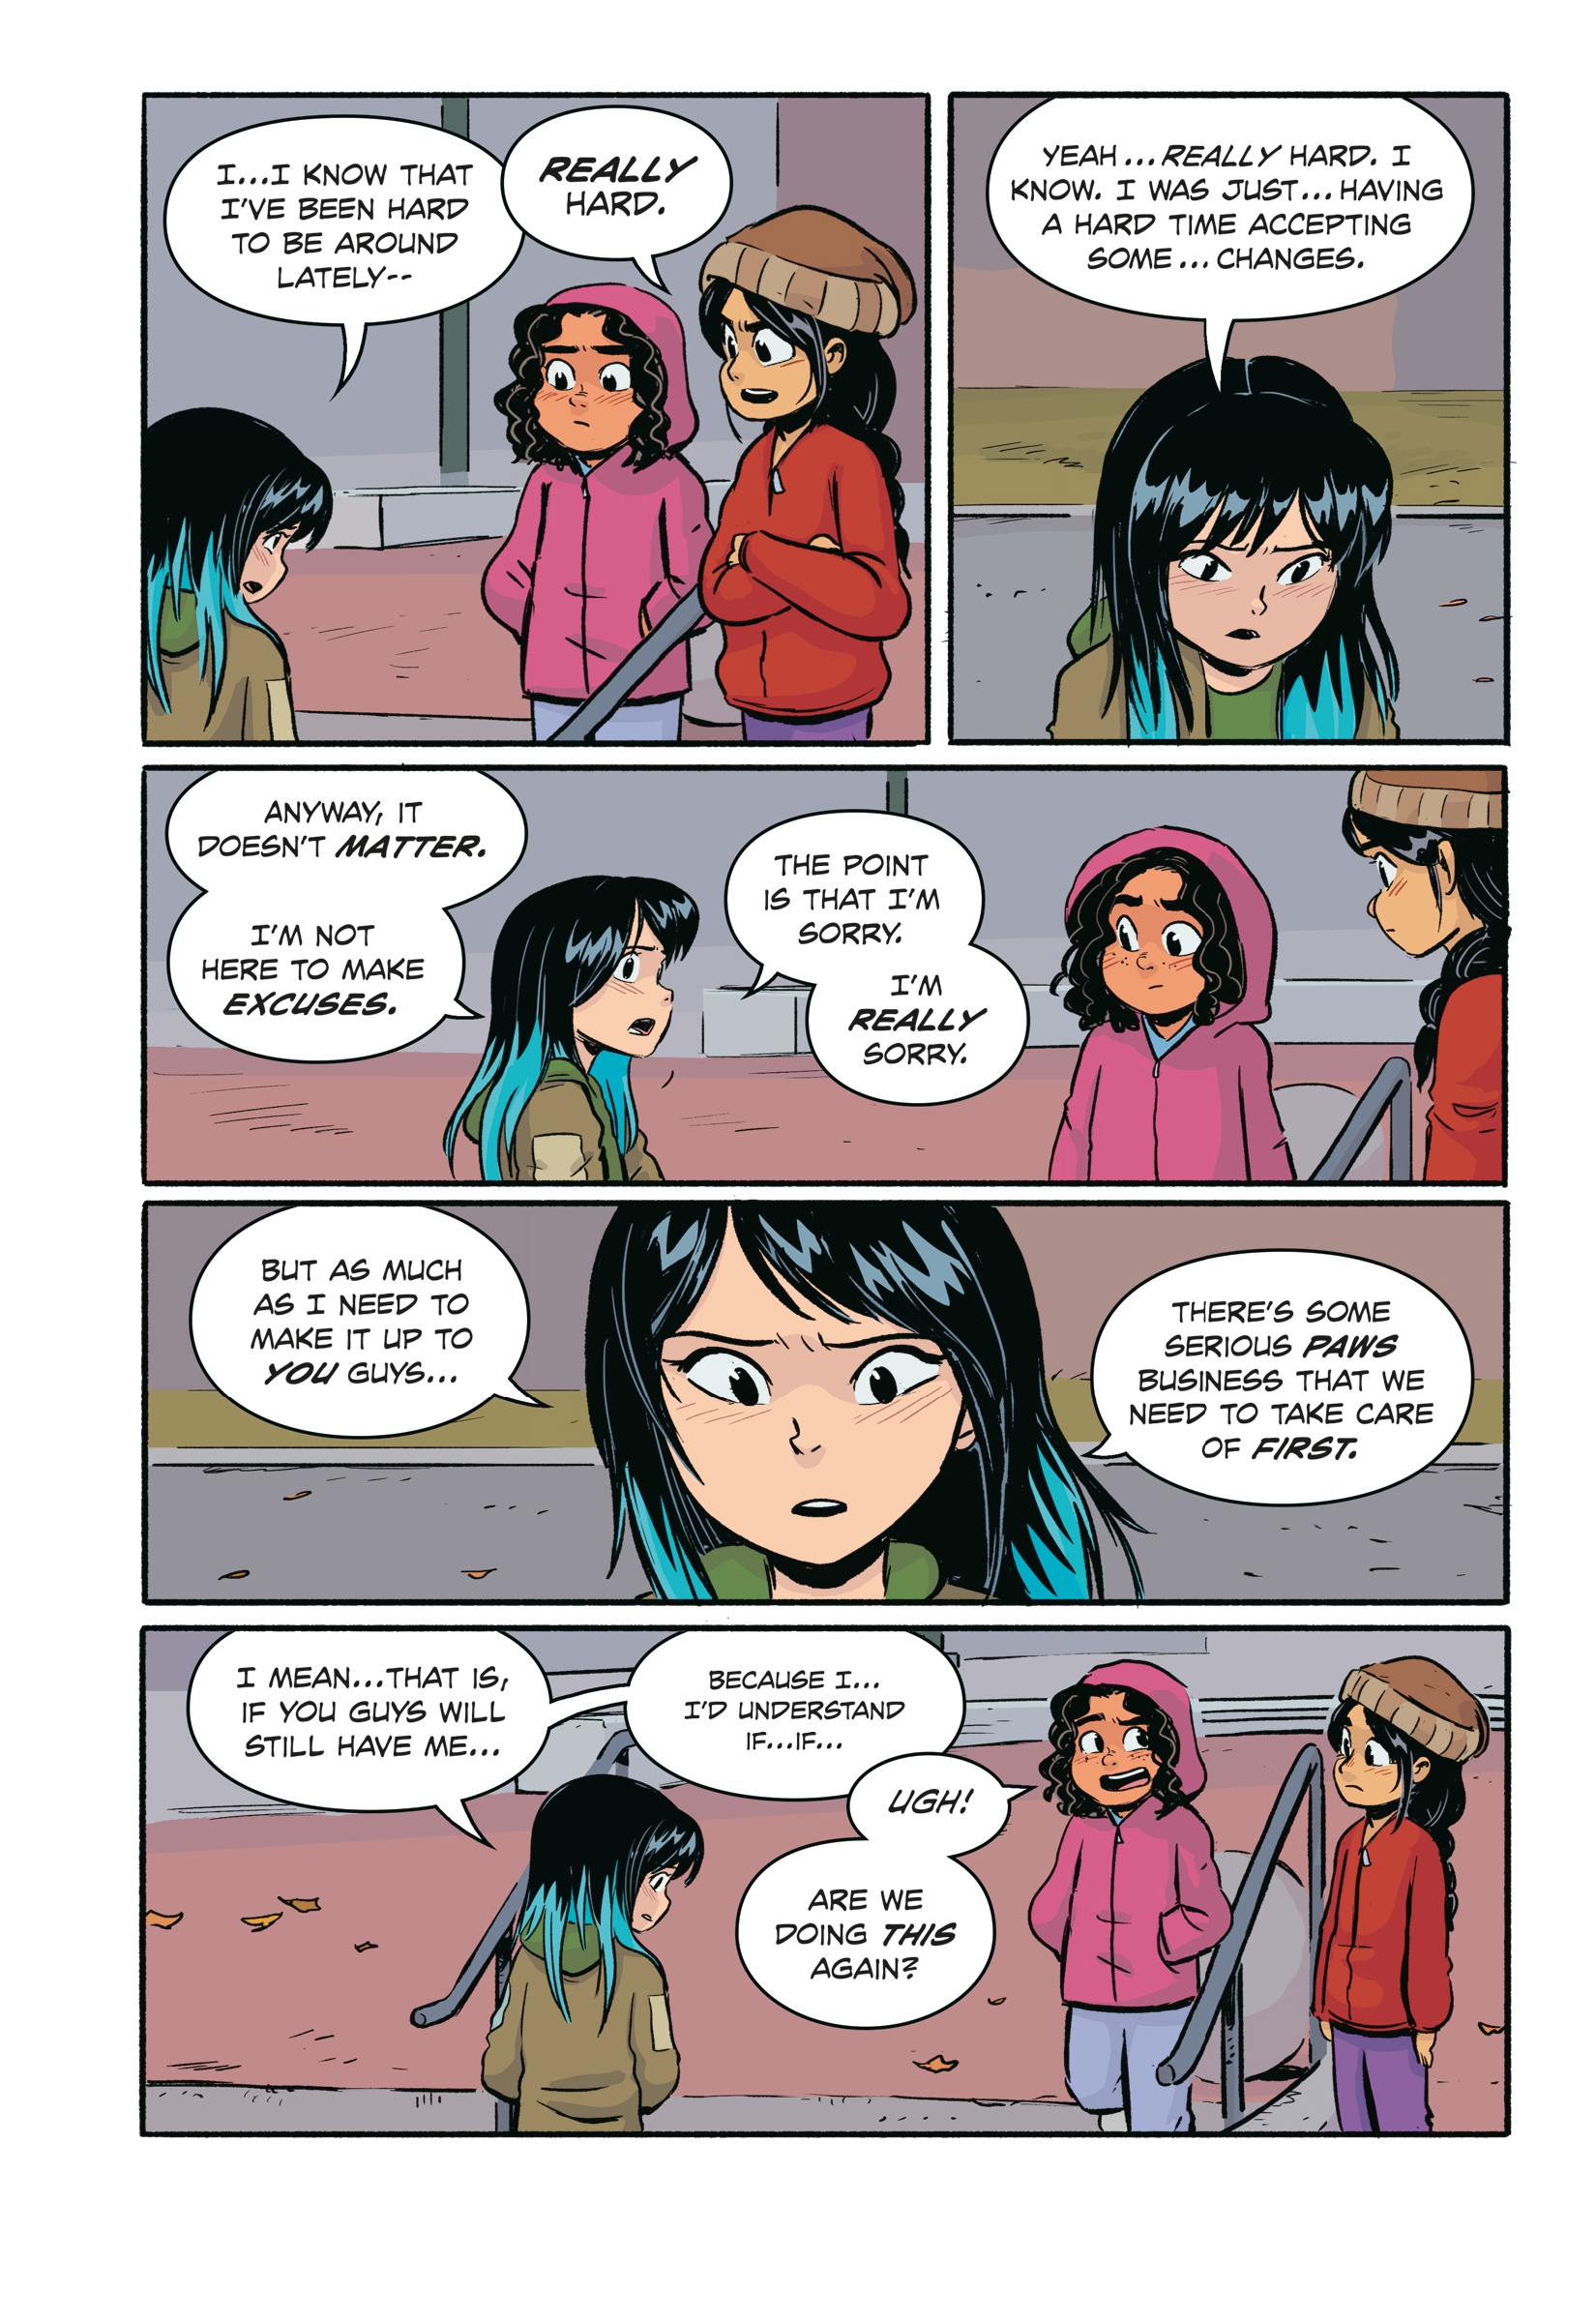 I...I KNOW THAT
I'VE BEEN HARD
TO BE AROUND
LATELY--
REALLY
HARD.
YEAH...REALLY HARD. I
KNOW. I WAS JUST...HAVING
A HARD TIME ACCEPTING
SOME...CHANGES.
ANYWAY, IT
DOESN'T MATTER.
I'M NOT
HERE TO MAKE
EXCUSES.
THE POINT
IS THAT I'M
SORRY.
I'M
REALLY
SORRY.
BUT AS MUCH
AS I NEED TO
MAKE IT UP TO
YOU GUYS...
THERE'S SOME
SERIOUS PAWS
BUSINESS THAT WE
NEED TO TAKE CARE
OF FIRST.
I MEAN...THAT IS,
IF YOU GUYS WILL
STILL HAVE ME...
BECAUSE I...
I'D UNDERSTAND
IF...IF...
UGH!
ARE WE
DOING THIS
AGAIN?